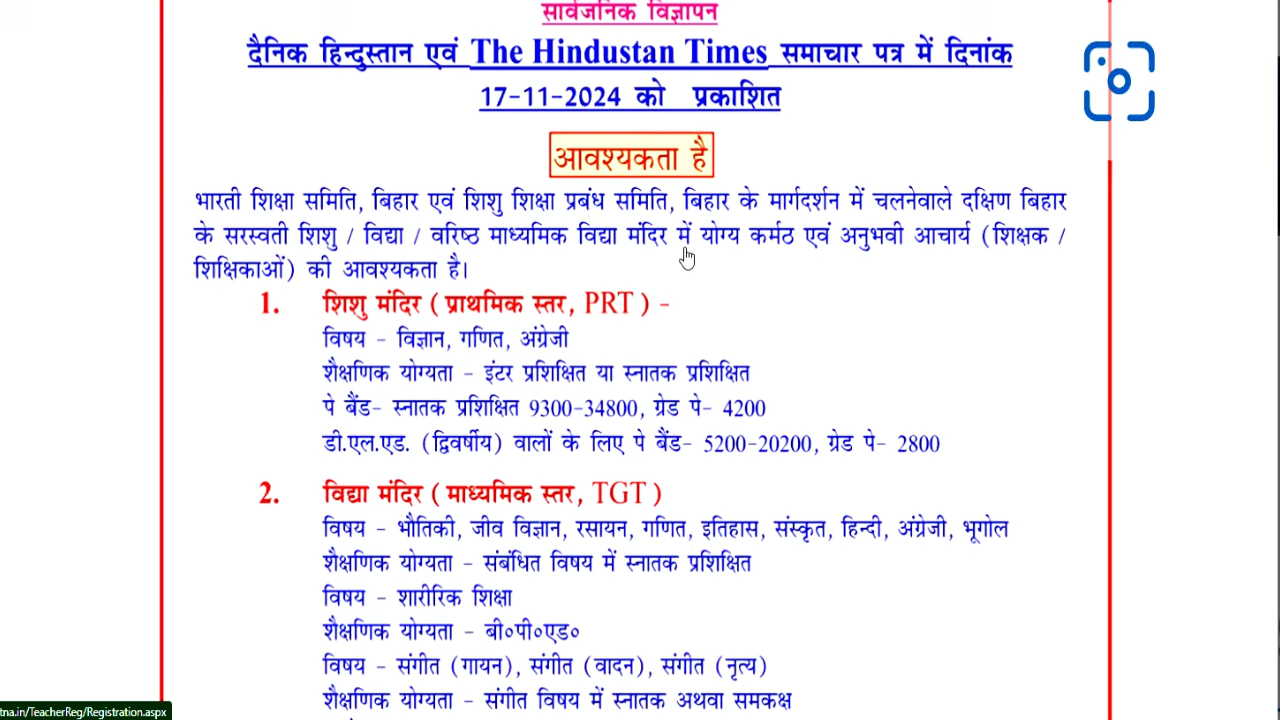 सार्वजनिक विज्ञापन
दैनिक हिन्दुस्तान एवं The Hindustan Times समाचार पत्र में दिनांक
17-11-2024 को प्रकाशित
आवश्यकता है
भारती शिक्षा समिति, बिहार एवं शिशु शिक्षा प्रबंध समिति, बिहार के मार्गदर्शन में चलनेवाले दक्षिण बिहार
के सरस्वती शिशु / विद्या / वरिष्ठ माध्यमिक विद्या मंदिर में योग्य कर्मठ एवं अनुभवी आचार्य (शिक्षक /
शिक्षिकाओं) की आवश्यकता है।
1. शिशु मंदिर ( प्राथमिक स्तर, PRT ) -
विषय - विज्ञान, गणित, अंग्रेजी
शैक्षणिक योग्यता - इंटर प्रशिक्षित या स्नातक प्रशिक्षित
पे बैंड- स्नातक प्रशिक्षित 9300-34800, ग्रेड पे- 4200
डी.एल.एड. (द्विवर्षीय) वालों के लिए पे बैंड- 5200-20200, ग्रेड पे- 2800
2. विद्या मंदिर ( माध्यमिक स्तर, TGT )
विषय - भौतिकी, जीव विज्ञान, रसायन, गणित, इतिहास, संस्कृत, हिन्दी, अंग्रेजी, भूगोल
शैक्षणिक योग्यता - संबंधित विषय में स्नातक प्रशिक्षित
विषय - शारीरिक शिक्षा
शैक्षणिक योग्यता - बी०पी०एड०
विषय - संगीत (गायन), संगीत (वादन), संगीत (नृत्य)
शैक्षणिक योग्यता - संगीत विषय में स्नातक अथवा समकक्ष
tna.in/TeacherReg/Registration.aspx